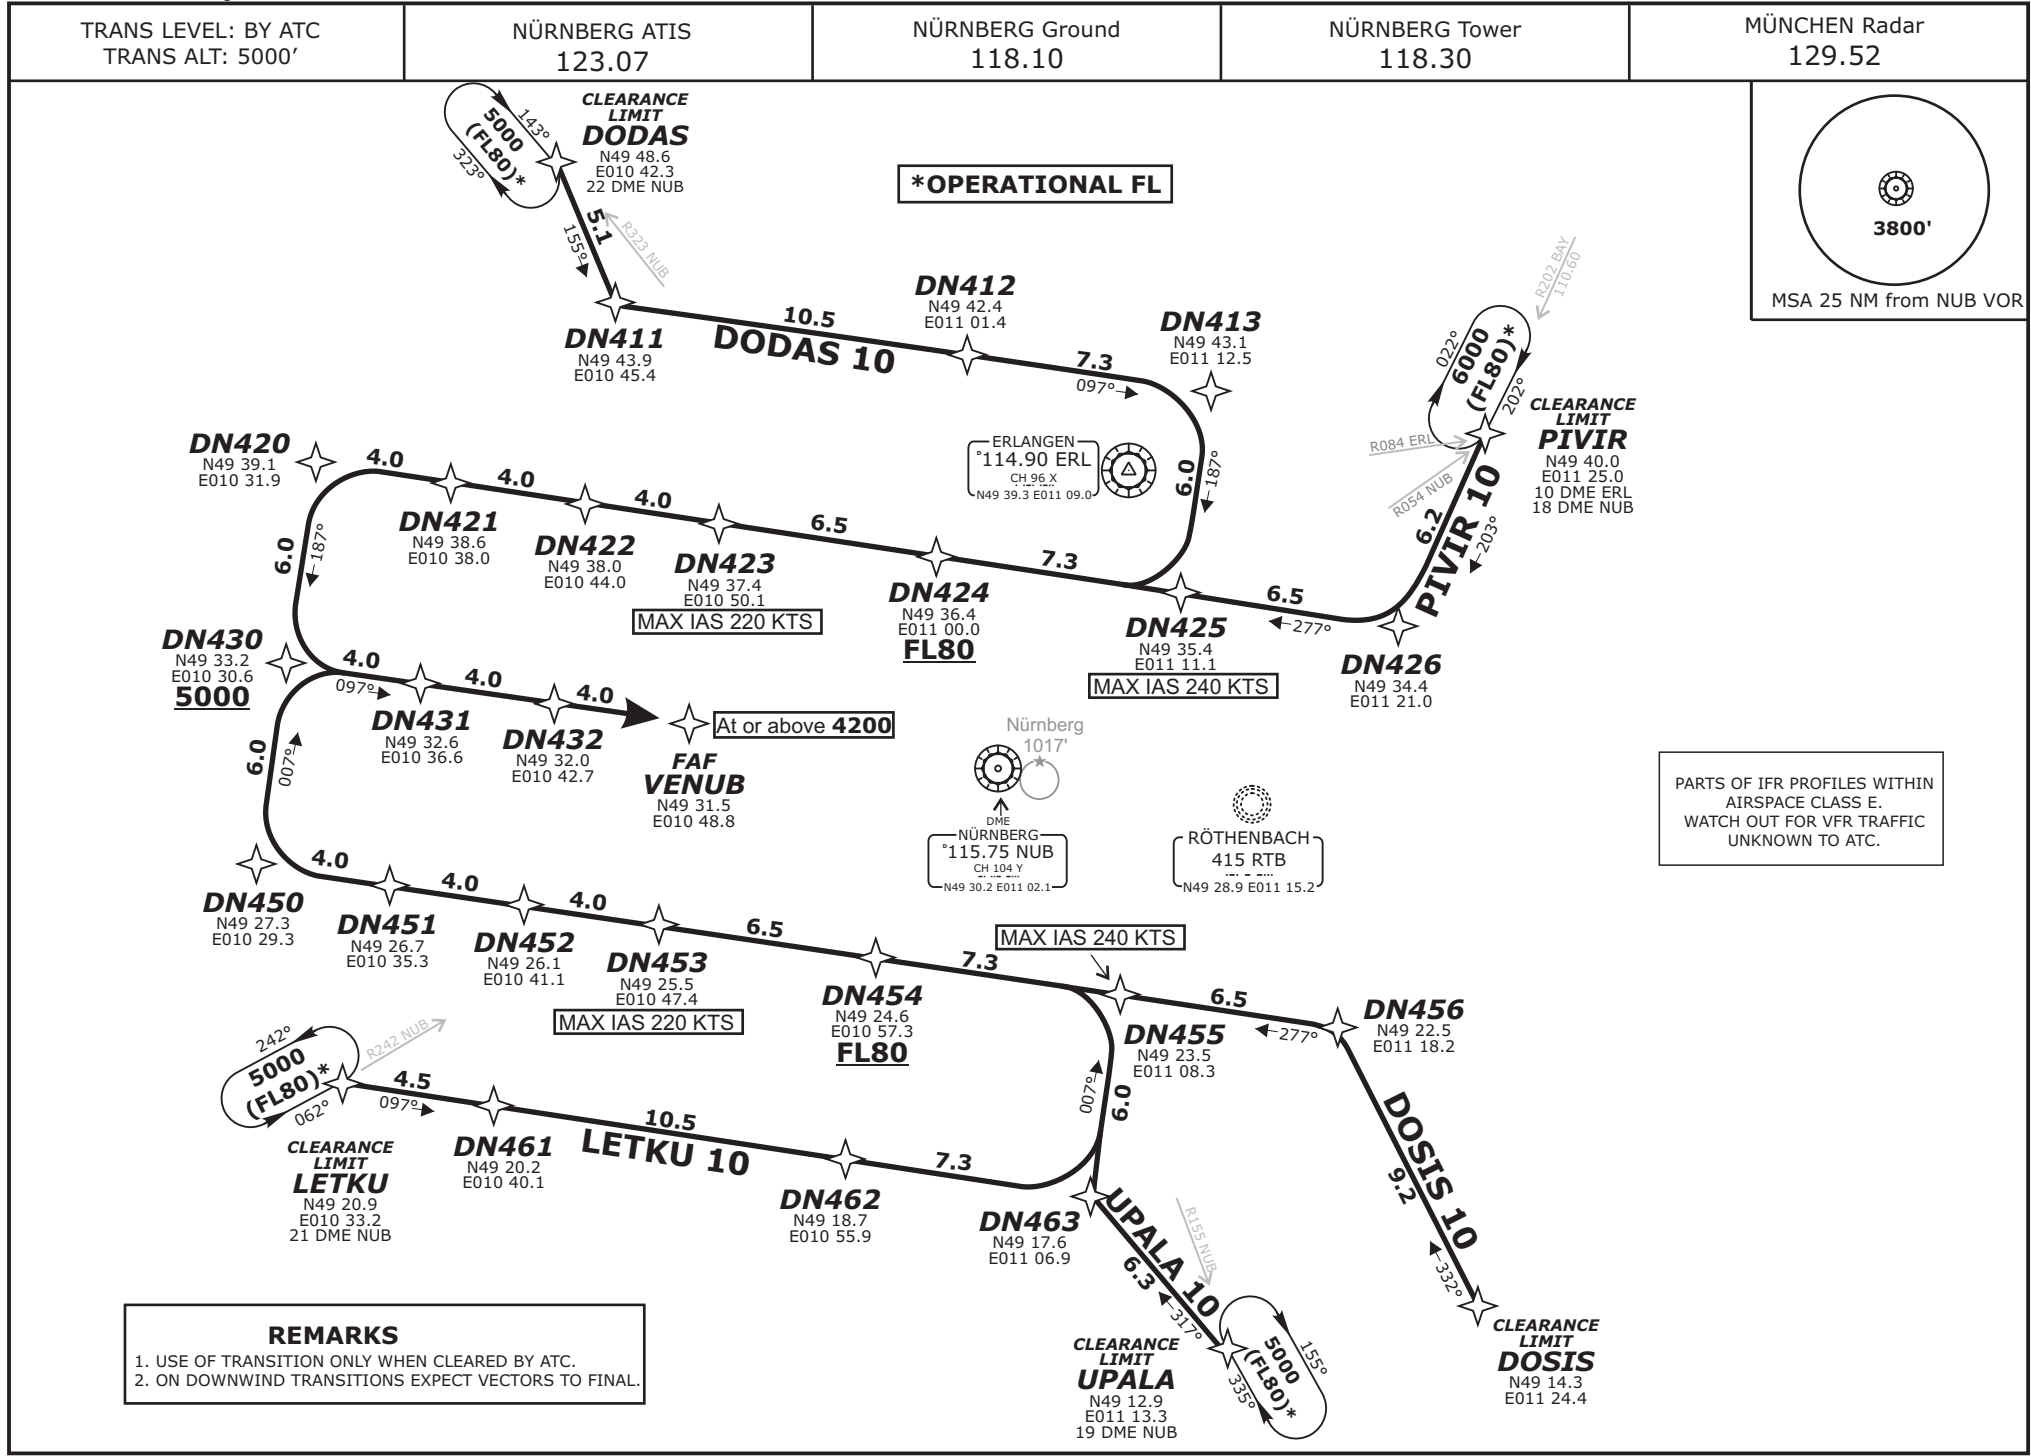 TRANS LEVEL: BY ATC
TRANS ALT: 5000’
NÜRNBERG ATIS
123.07
NÜRNBERG Ground
118.10
NÜRNBERG Tower
118.30
MÜNCHEN Radar
129.52
3800'
MSA 25 NM from NUB VOR
*OPERATIONAL FL
5000
(FL80)*
143°
323°
CLEARANCE
LIMIT
DODAS
N49 48.6
E010 42.3
22 DME NUB
5.1
155°
R323 NUB
DN411
N49 43.9
E010 45.4
10.5
DODAS 10
DN412
N49 42.4
E011 01.4
7.3
097°
DN413
N49 43.1
E011 12.5
6.0
187°
ERLANGEN
D114.90 ERL
CH 96 X
N49 39.3 E011 09.0
R202 BAY
110.60
022°
6000
(FL80)*
202°
R084 ERL
R054 NUB
CLEARANCE
LIMIT
PIVIR
N49 40.0
E011 25.0
10 DME ERL
18 DME NUB
6.2
PIVIR 10
203°
DN420
N49 39.1
E010 31.9
4.0
DN421
N49 38.6
E010 38.0
4.0
DN422
N49 38.0
E010 44.0
4.0
DN423
N49 37.4
E010 50.1
MAX IAS 220 KTS
6.5
DN424
N49 36.4
E011 00.0
FL80
7.3
DN425
N49 35.4
E011 11.1
MAX IAS 240 KTS
6.5
277°
DN426
N49 34.4
E011 21.0
6.0
187°
DN430
N49 33.2
E010 30.6
5000
4.0
097°
DN431
N49 32.6
E010 36.6
4.0
DN432
N49 32.0
E010 42.7
4.0
At or above 4200
FAF
VENUB
N49 31.5
E010 48.8
Nürnberg
1017'
DME
NÜRNBERG
D115.75 NUB
CH 104 Y
N49 30.2 E011 02.1
RÖTHENBACH
415 RTB
N49 28.9 E011 15.2
PARTS OF IFR PROFILES WITHIN
AIRSPACE CLASS E.
WATCH OUT FOR VFR TRAFFIC
UNKNOWN TO ATC.
6.0
007°
DN450
N49 27.3
E010 29.3
4.0
DN451
N49 26.7
E010 35.3
4.0
DN452
N49 26.1
E010 41.1
4.0
DN453
N49 25.5
E010 47.4
MAX IAS 220 KTS
6.5
DN454
N49 24.6
E010 57.3
FL80
7.3
MAX IAS 240 KTS
DN455
N49 23.5
E011 08.3
6.5
277°
DN456
N49 22.5
E011 18.2
DOSIS 10
9.2
332°
CLEARANCE
LIMIT
DOSIS
N49 14.3
E011 24.4
242°
5000
(FL80)*
062°
R242 NUB
CLEARANCE
LIMIT
LETKU
N49 20.9
E010 33.2
21 DME NUB
4.5
097°
DN461
N49 20.2
E010 40.1
10.5
LETKU 10
DN462
N49 18.7
E010 55.9
7.3
007°
6.0
DN463
N49 17.6
E011 06.9
UPALA 10
6.3
317°
R155 NUB
CLEARANCE
LIMIT
UPALA
N49 12.9
E011 13.3
19 DME NUB
5000
(FL80)*
155°
335°
REMARKS
1. USE OF TRANSITION ONLY WHEN CLEARED BY ATC.
2. ON DOWNWIND TRANSITIONS EXPECT VECTORS TO FINAL.